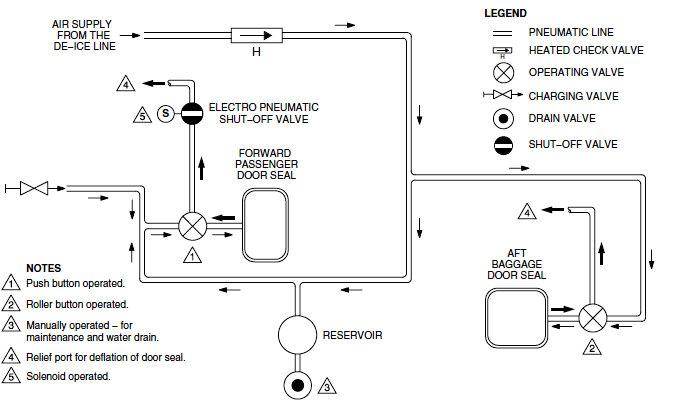 AIR SUPPLY
FROM THE
DE-ICE LINE
H
LEGEND
PNEUMATIC LINE
H
HEATED CHECK VALVE
OPERATING VALVE
CHARGING VALVE
DRAIN VALVE
SHUT-OFF VALVE
4
5
S
ELECTRO PNEUMATIC
SHUT-OFF VALVE
FORWARD
PASSENGER
DOOR SEAL
1
4
AFT
BAGGAGE
DOOR SEAL
2
RESERVOIR
3
NOTES
1 Push button operated.
2 Roller button operated.
3 Manually operated – for
maintenance and water drain.
4 Relief port for deflation of door seal.
5 Solenoid operated.